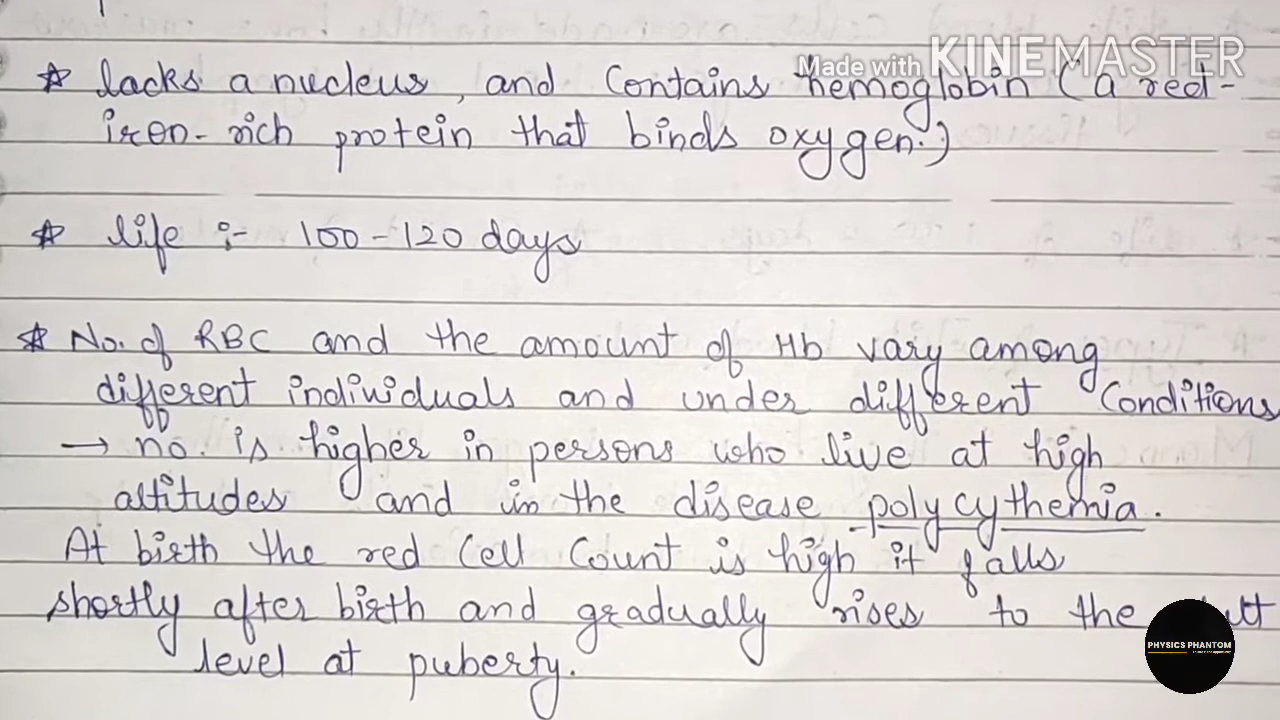 Made with KINEMASTER
☆ lacks a nucleus, and contains hemoglobin (a red-
iron-rich protein that binds oxygen.)
☆ life :- 100-120 days
☆ No. of RBC and the amount of Hb vary among
different individuals and under different conditions
→ no. is higher in persons who live at high
altitudes and in the disease polycythemia.
At birth the red cell count is high it falls
shortly after birth and gradually rises to the
level at puberty.
PHYSICS PHANTOM